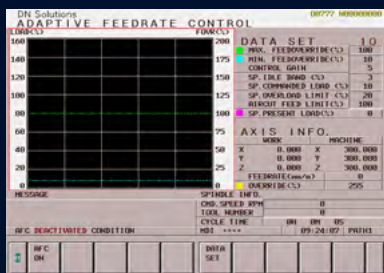 DN Solutions
O8777 N00000000
ADAPTIVE FEEDRATE CONTROL
LOAD(%) FOVR(%)
160 200
140 175
120 150
100 125
80 100
60 75
40 50
20 25
0 0
DATA SET 10
MAX. FEEDOVERRIDE(%) 100
MIN. FEEDOVERRIDE(%) 10
CONTROL GAIN 5
SP.IDLE BAND (%) 3
SP.COMMANDED LOAD (%) 10
SP.OVERLOAD LIMIT (%) 20
AIRCUT FEED LIMIT(%) 100
SP.PRESENT LOAD(%) 0
AXIS INFO.
WORK MACHINE
X 0.000 X 300.000
Y 0.000 Y 300.000
Z 0.000 Z 300.000
FEEDRATE(mm/m) 0
OVERRIDE(%) 255
MESSAGE
SPINDLE INFO.
CMD.SPEED RPM 0
TOOL NUMBER 0
CYCLE TIME 0H 0M 0S
AFC DEACTIVATED CONDITION
MDI **** 09:24:07 PATH1
AFC ON
DATA SET